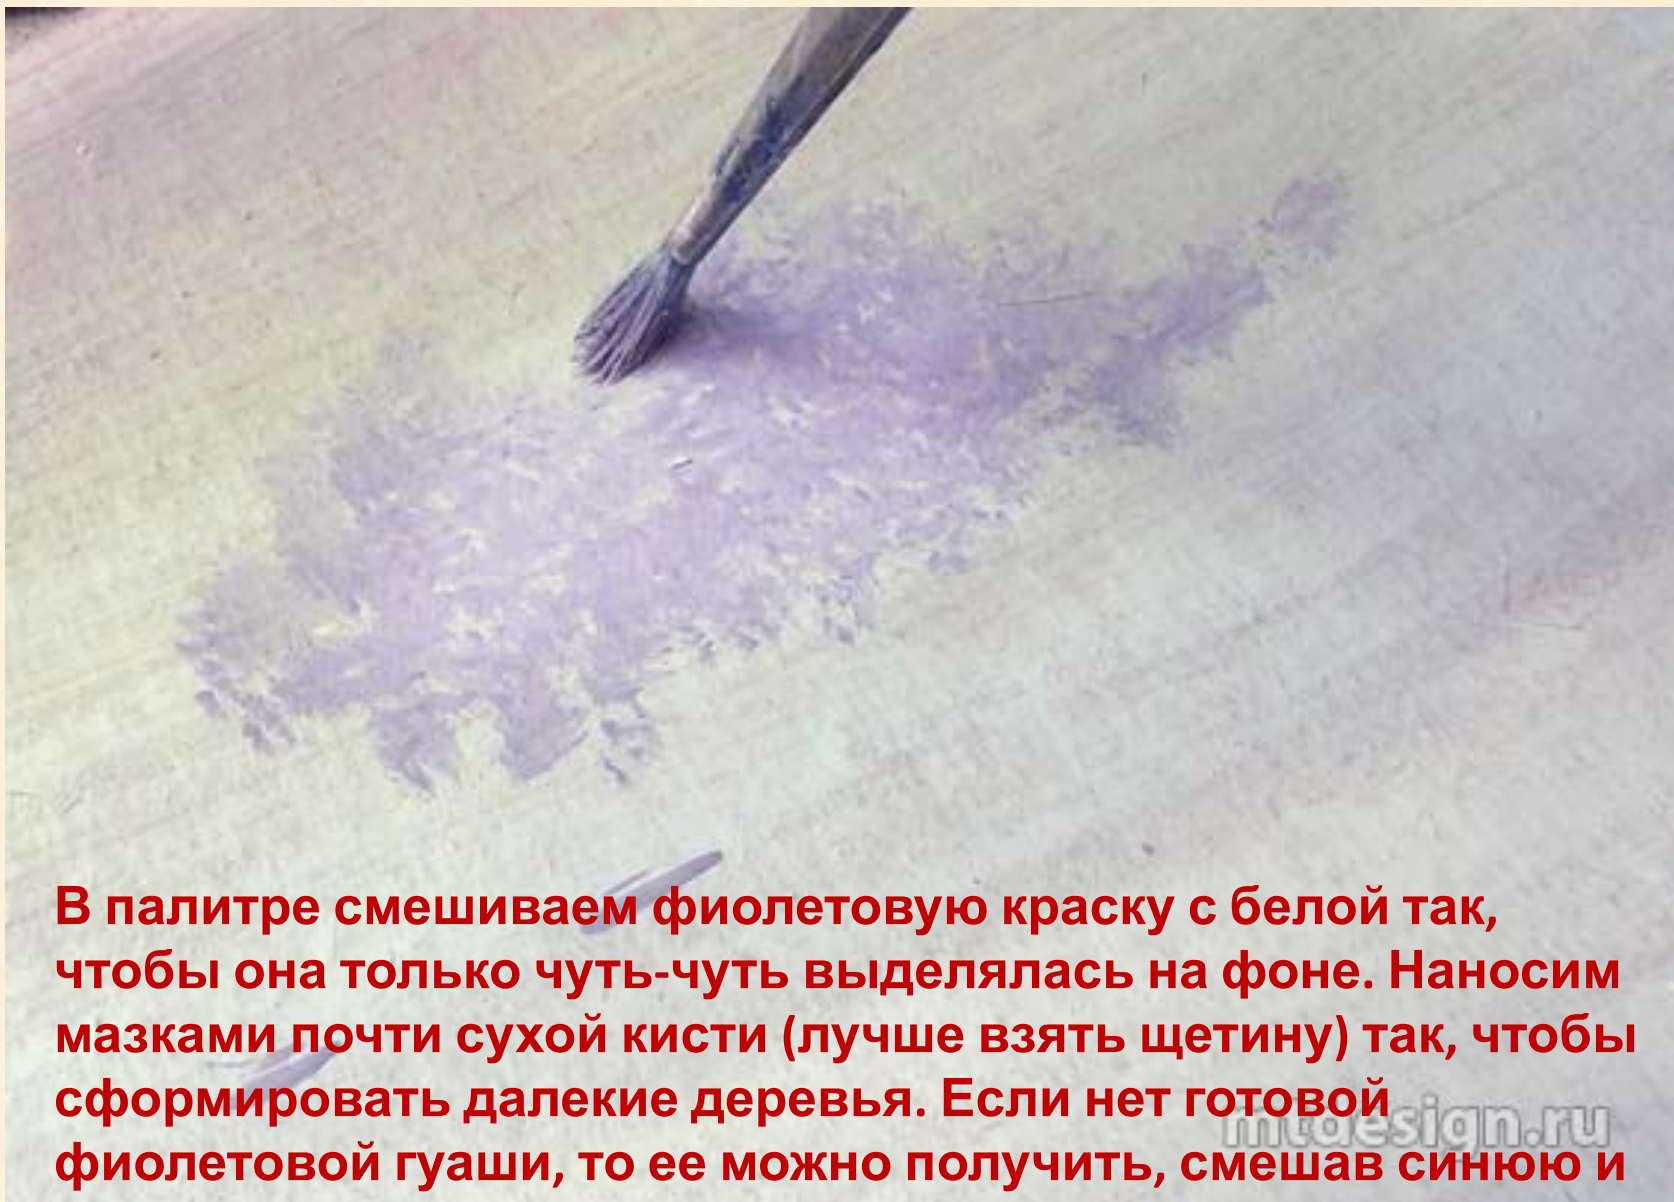 В палитре смешиваем фиолетовую краску с белой так,
чтобы она только чуть-чуть выделялась на фоне. Наносим
мазками почти сухой кисти (лучше взять щетину) так, чтобы
сформировать далекие деревья. Если нет готовой
mtdesign.ru
фиолетовой гуаши, то ее можно получить, смешав синюю и